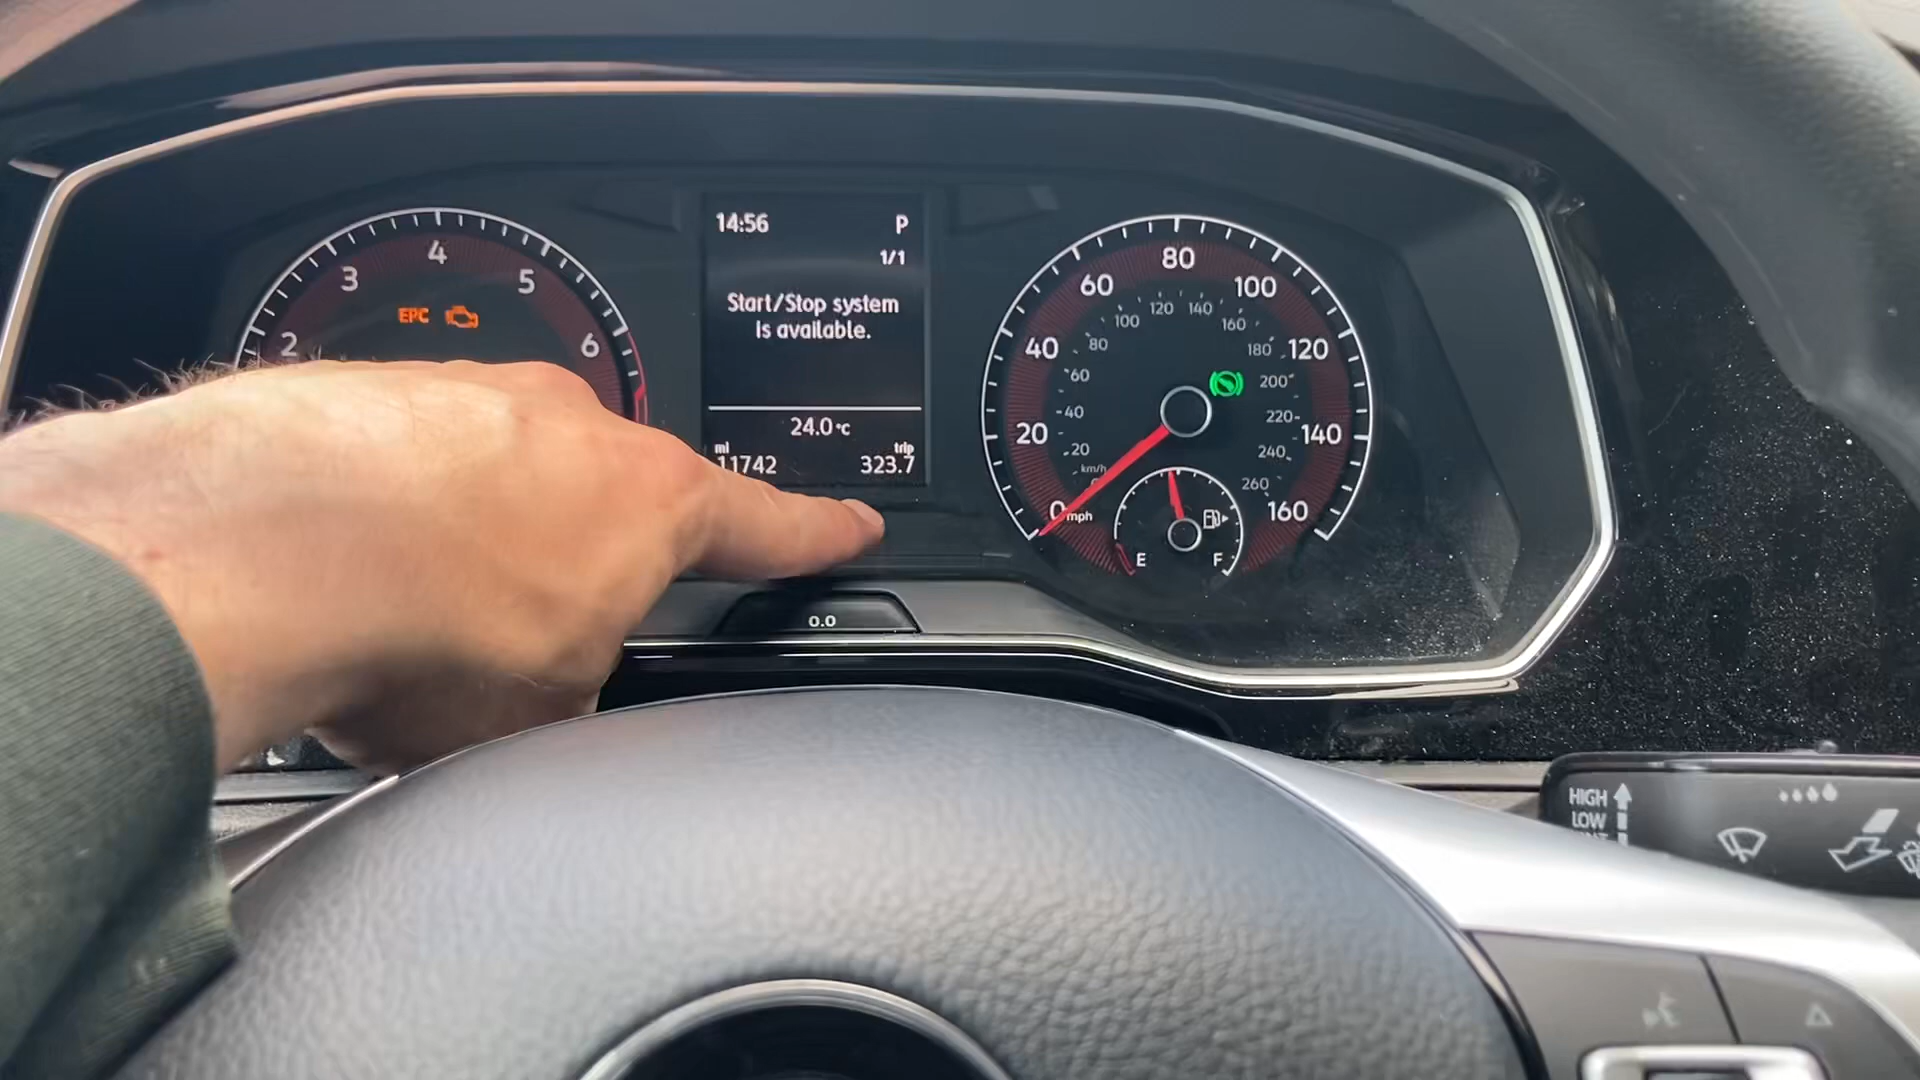 14:56 P
1/1
Start/Stop system
is available.
24.0 °C
mi trip
11742 323.7
2 3 4 5 6
EPC
0 20 40 60 80 100 120 140 160
mph
20 40 60 80 100 120 140 160 180 200 220 240 260
km/h
E F
0.0
HIGH
LOW